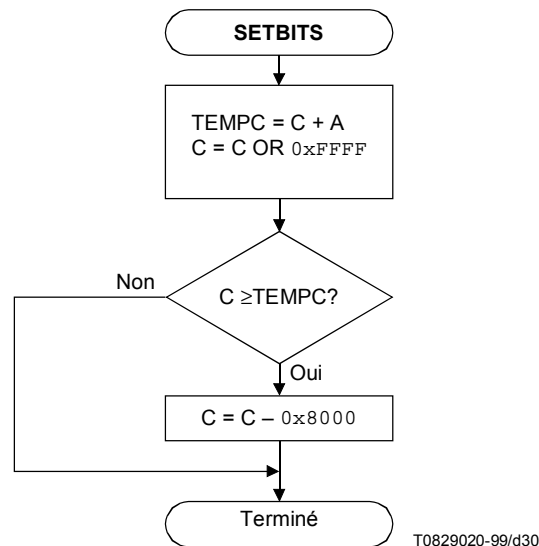 SETBITS
TEMPC = C + A
C = C OR 0xFFFF
Non
C ≥TEMPC?
Oui
C = C – 0x8000
Terminé
T0829020-99/d30